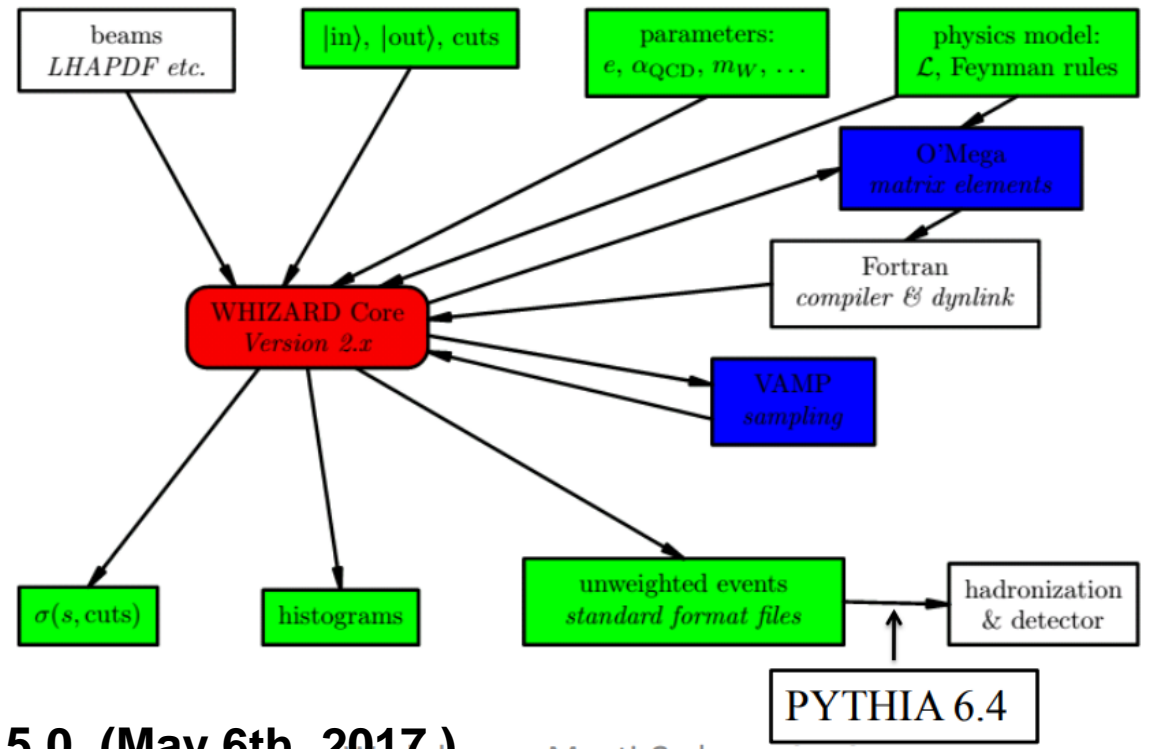 beams
LHAPDF etc.
|in⟩, |out⟩, cuts
parameters:
e, α_QCD, m_W, …
physics model:
ℒ, Feynman rules
O'Mega
matrix elements
Fortran
compiler & dynlink
WHIZARD Core
Version 2.x
VAMP
sampling
σ(s, cuts)
histograms
unweighted events
standard format files
hadronization
& detector
PYTHIA 6.4
5.0 (May 6th, 2017 )